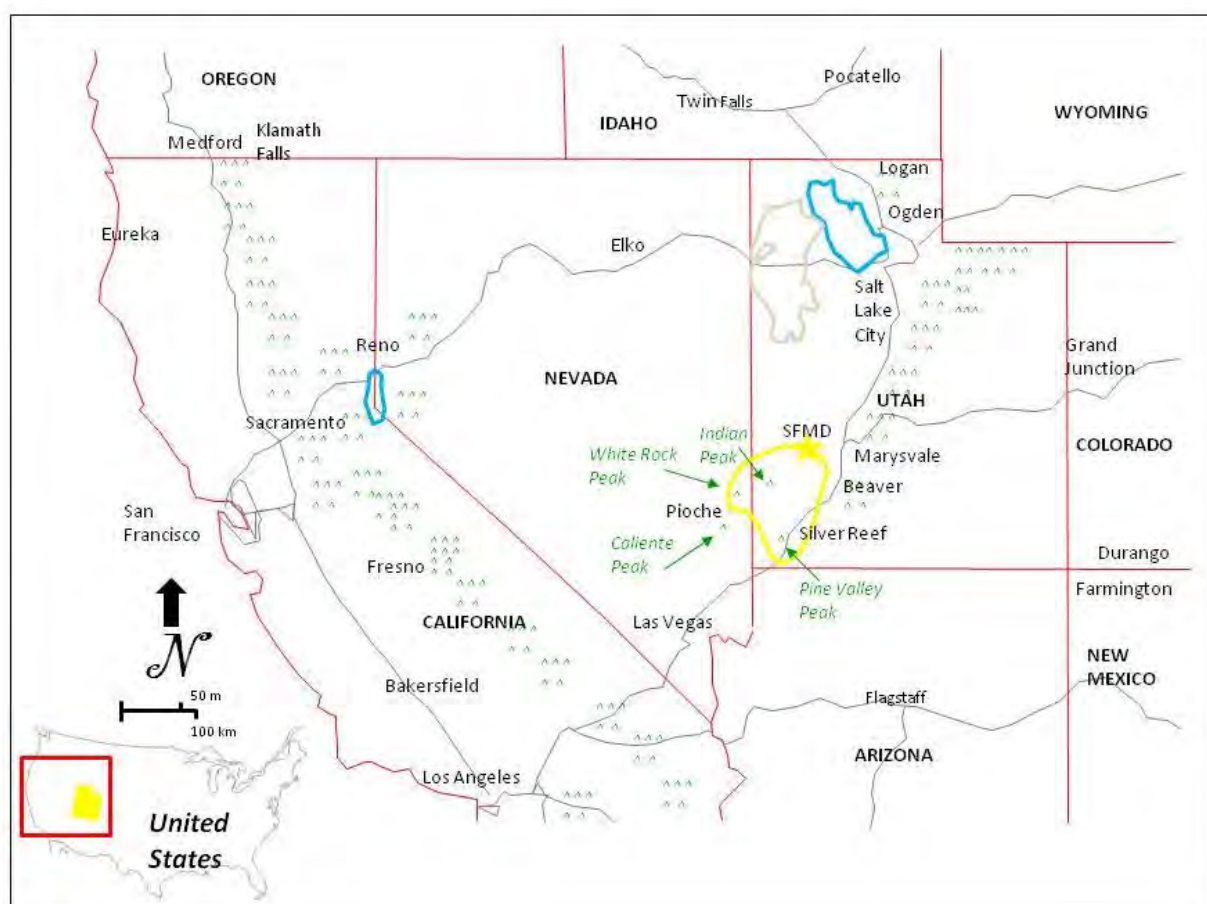 OREGON
Pocatello
Twin Falls
IDAHO
WYOMING
Medford
Klamath
Falls
Logan
Ogden
Eureka
Elko
Salt
Lake
City
Reno
Grand
Junction
NEVADA
UTAH
Sacramento
SFMD
Indian
Peak
COLORADO
White Rock
Peak
Marysvale
Beaver
San
Francisco
Pioche
Silver Reef
Caliente
Peak
Durango
Fresno
Farmington
Pine Valley
Peak
CALIFORNIA
Las Vegas
N
NEW
MEXICO
Bakersfield
50 m
100 km
Flagstaff
ARIZONA
Los Angeles
United
States